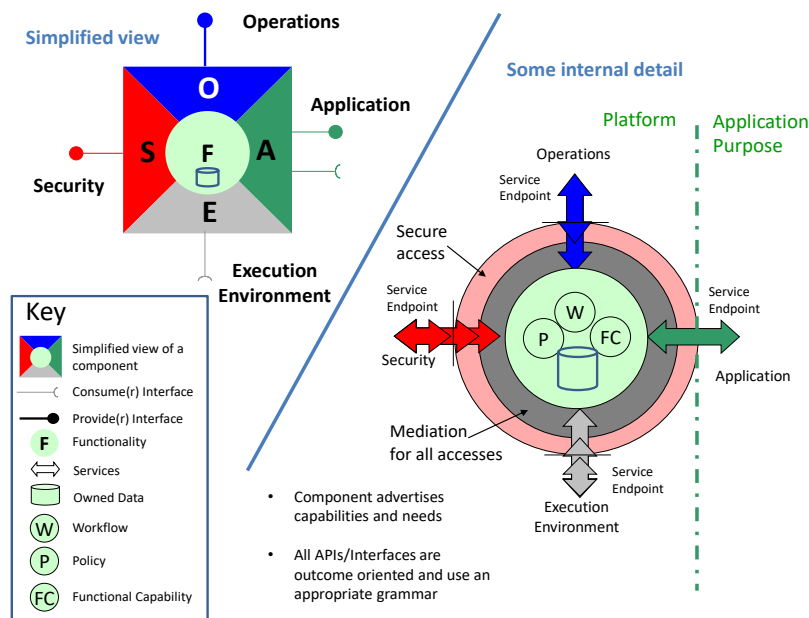 Simplified view
Operations
O
Application
S
F
A
Security
E
Execution
Environment
Key
Simplified view of a
component
Consume(r) Interface
Provide(r) Interface
F
Functionality
Services
Owned Data
W
Workflow
P
Policy
FC
Functional Capability
Some internal detail
Platform
Application
Purpose
Operations
Service
Endpoint
Secure
access
Service
Endpoint
Security
W
P
FC
Service
Endpoint
Application
Mediation
for all accesses
Service
Endpoint
Execution
Environment
• Component advertises
capabilities and needs
• All APIs/Interfaces are
outcome oriented and use an
appropriate grammar